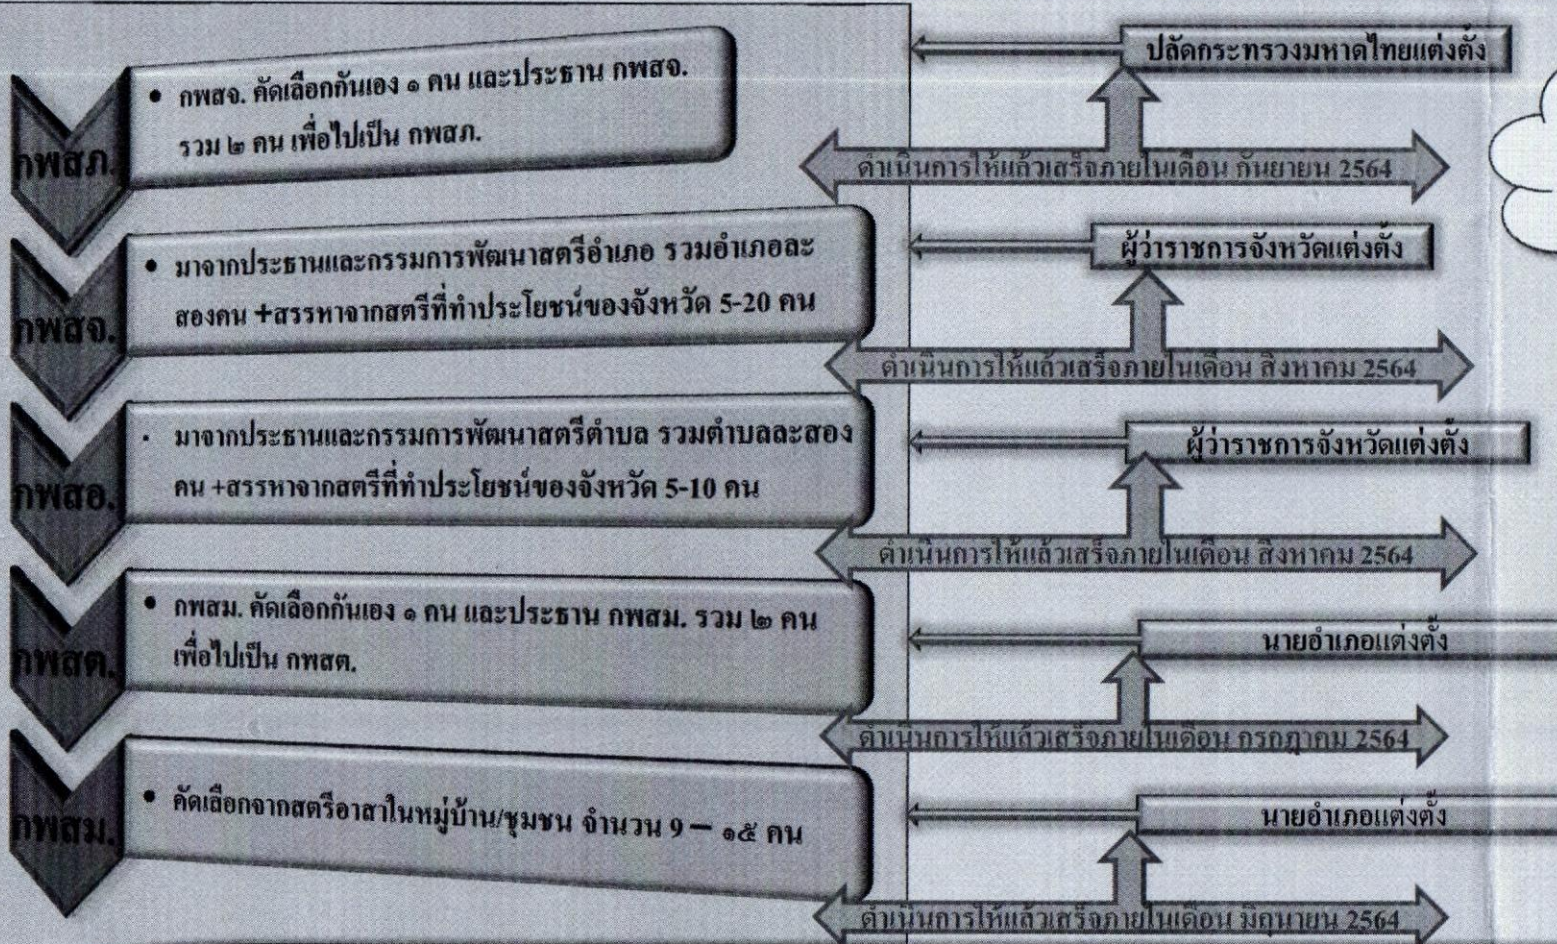 กพสภ.
• กพสจ. คัดเลือกกันเอง ๑ คน และประธาน กพสจ.
รวม ๒ คน เพื่อไปเป็น กพสภ.
ปลัดกระทรวงมหาดไทยแต่งตั้ง
ดำเนินการให้แล้วเสร็จภายในเดือน กันยายน 2564
กพสจ.
• มาจากประธานและกรรมการพัฒนาสตรีอำเภอ รวมอำเภอละ
สองคน +สรรหาจากสตรีที่ทำประโยชน์ของจังหวัด 5-20 คน
ผู้ว่าราชการจังหวัดแต่งตั้ง
ดำเนินการให้แล้วเสร็จภายในเดือน สิงหาคม 2564
กพสอ.
• มาจากประธานและกรรมการพัฒนาสตรีตำบล รวมตำบลละสอง
คน +สรรหาจากสตรีที่ทำประโยชน์ของจังหวัด 5-10 คน
ผู้ว่าราชการจังหวัดแต่งตั้ง
ดำเนินการให้แล้วเสร็จภายในเดือน สิงหาคม 2564
กพสต.
• กพสม. คัดเลือกกันเอง ๑ คน และประธาน กพสม. รวม ๒ คน
เพื่อไปเป็น กพสต.
นายอำเภอแต่งตั้ง
ดำเนินการให้แล้วเสร็จภายในเดือน กรกฎาคม 2564
กพสม.
• คัดเลือกจากสตรีอาสาในหมู่บ้าน/ชุมชน จำนวน 9 – ๑๕ คน
นายอำเภอแต่งตั้ง
ดำเนินการให้แล้วเสร็จภายในเดือน มิถุนายน 2564